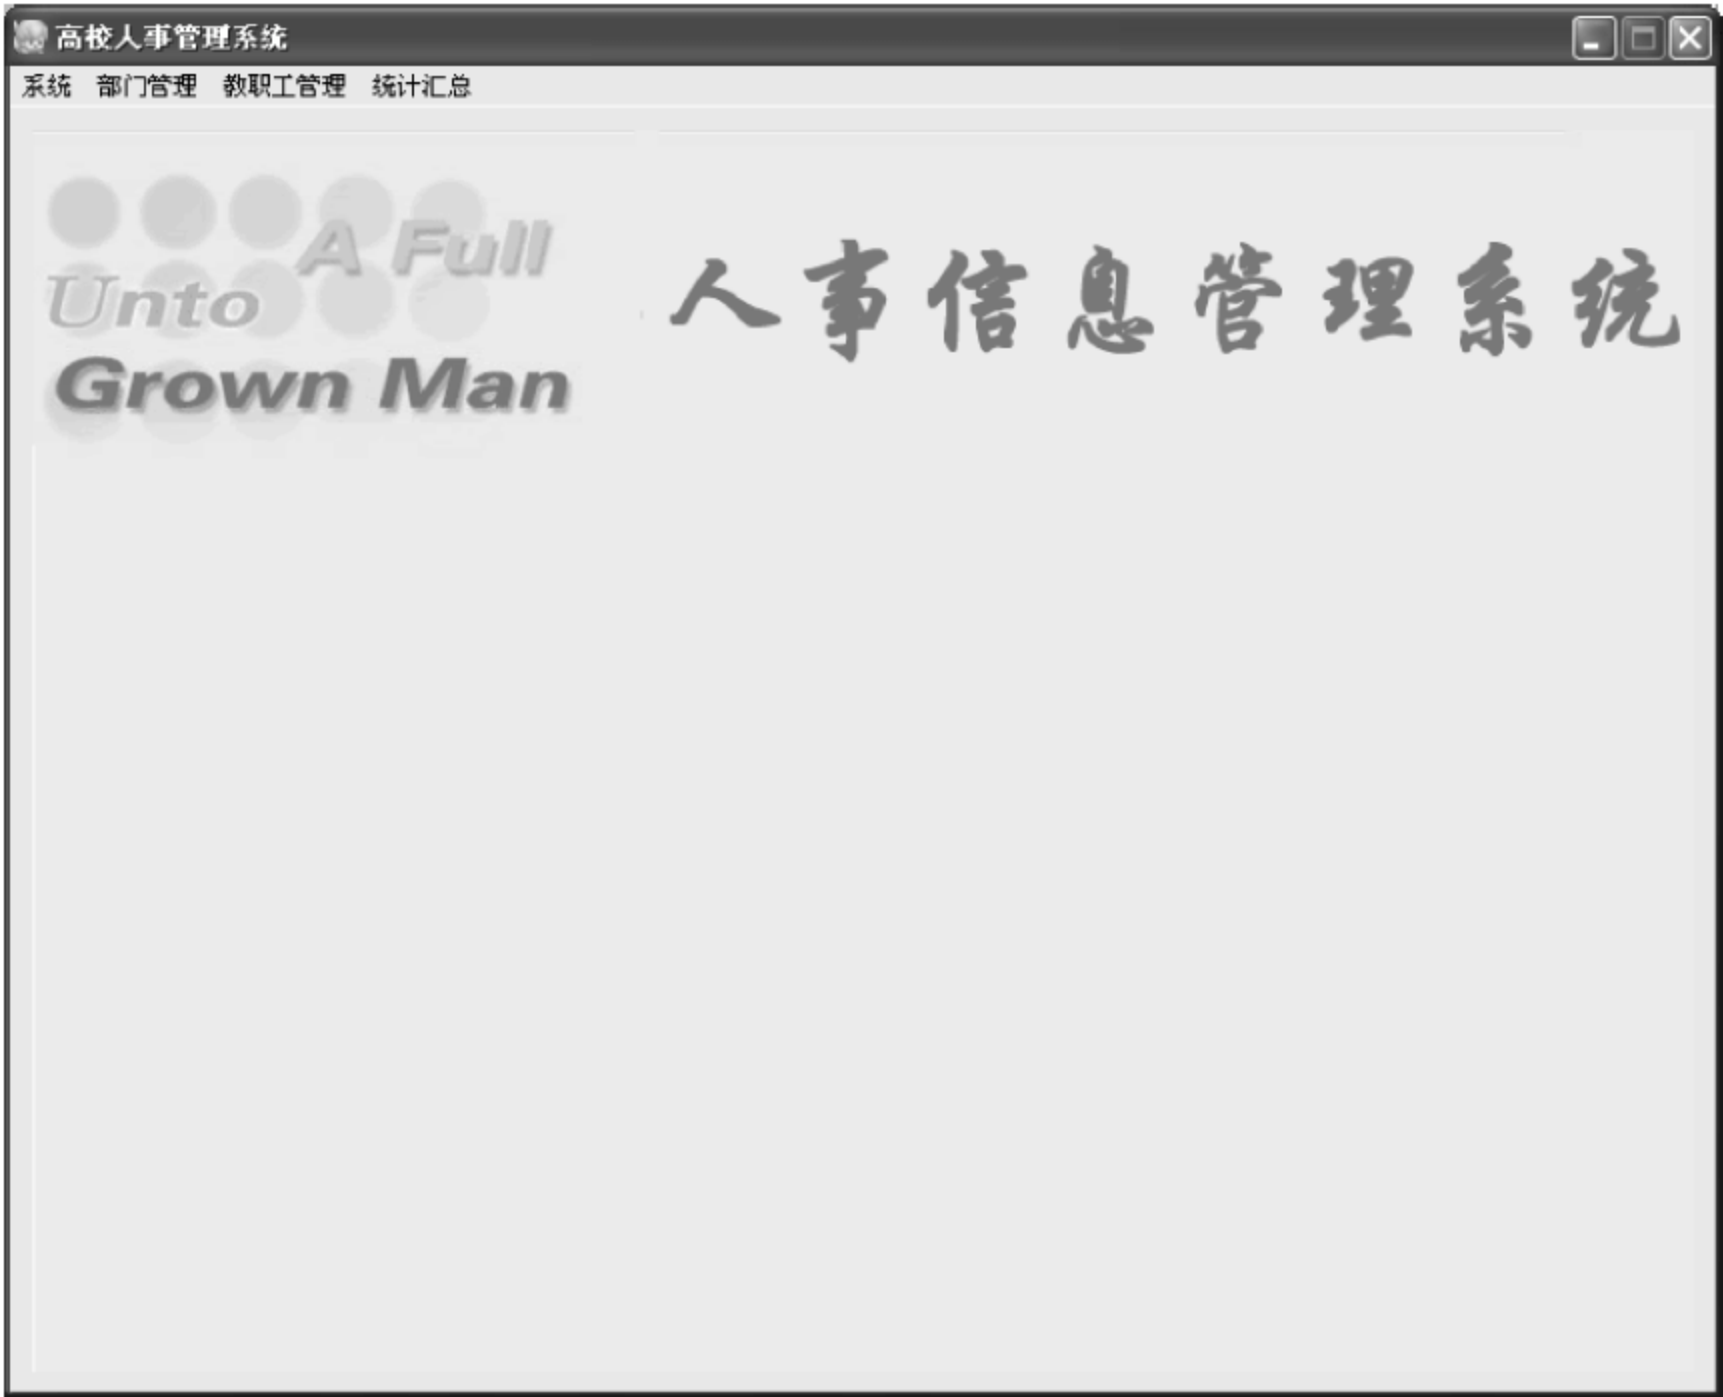 高校人事管理系统
系统 部门管理 教职工管理 统计汇总
A Full
Unto
Grown Man
人事信息管理系统